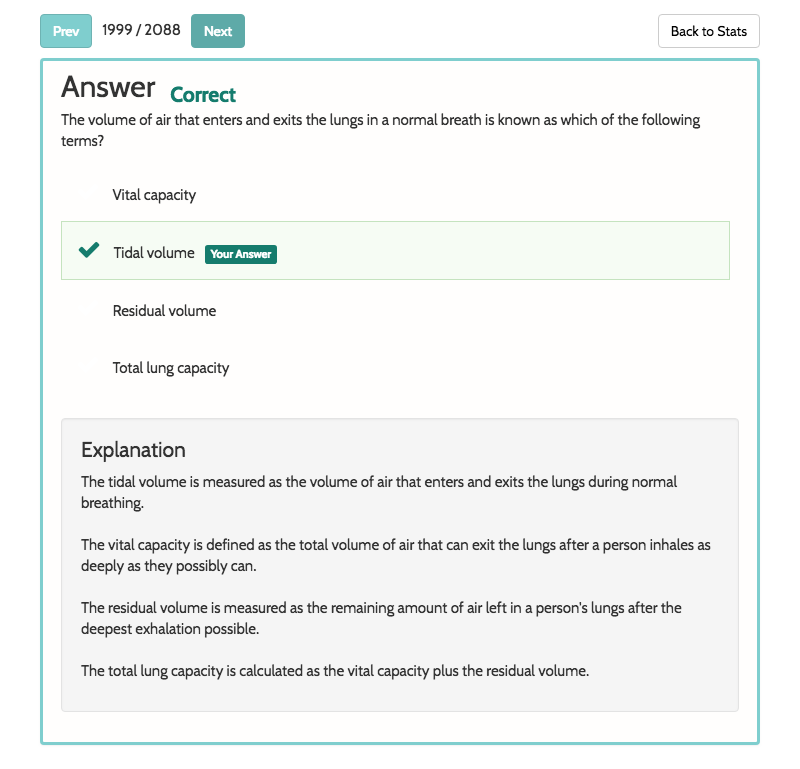 Prev 1999 / 2088 Next Back to Stats
Answer Correct
The volume of air that enters and exits the lungs in a normal breath is known as which of the following
terms?
Vital capacity
Tidal volume Your Answer
Residual volume
Total lung capacity
Explanation
The tidal volume is measured as the volume of air that enters and exits the lungs during normal
breathing.
The vital capacity is defined as the total volume of air that can exit the lungs after a person inhales as
deeply as they possibly can.
The residual volume is measured as the remaining amount of air left in a person's lungs after the
deepest exhalation possible.
The total lung capacity is calculated as the vital capacity plus the residual volume.